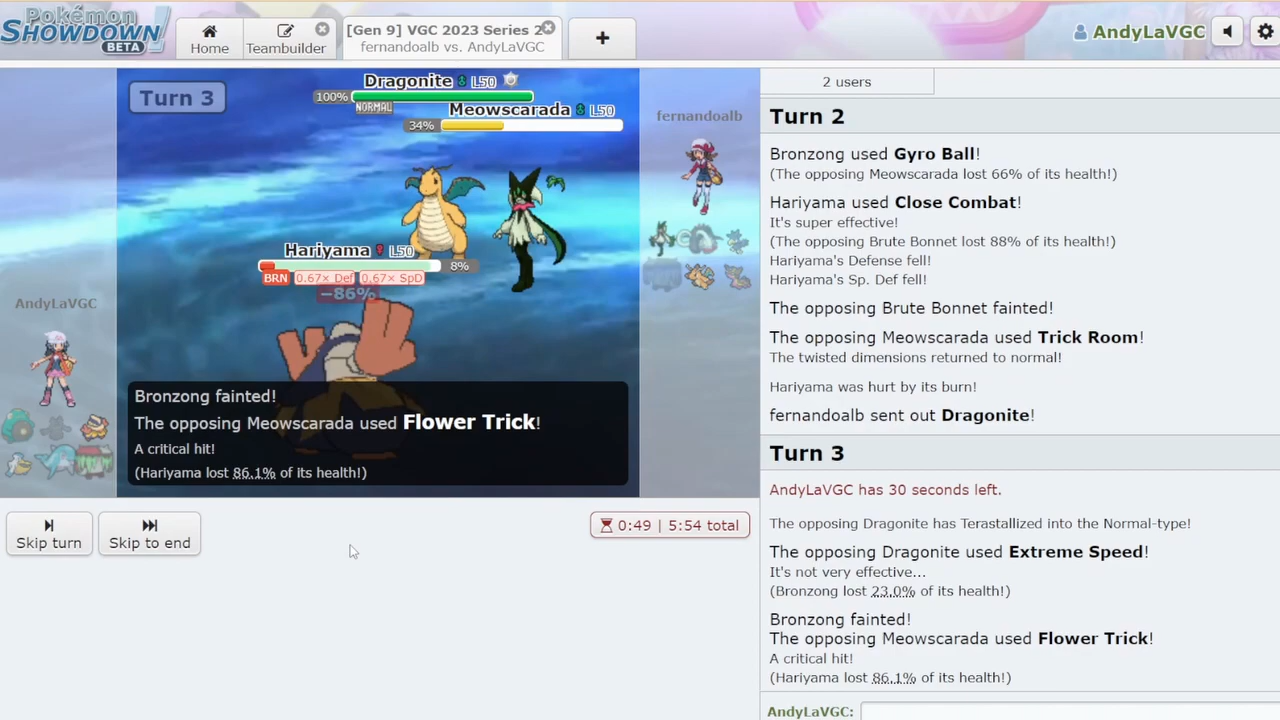 Pokémon
SHOWDOWN!
BETA
Home
Teambuilder
[Gen 9] VGC 2023 Series 2
fernandoalb vs. AndyLaVGC
+
AndyLaVGC
Turn 3
Dragonite L50
100%
NORMAL
Meowscarada L50
34%
Hariyama L50
8%
BRN 0.67× Def 0.67× SpD
−86%
AndyLaVGC
fernandoalb
Bronzong fainted!
The opposing Meowscarada used Flower Trick!
A critical hit!
(Hariyama lost 86.1% of its health!)
Skip turn
Skip to end
0:49 | 5:54 total
2 users
Turn 2
Bronzong used Gyro Ball!
(The opposing Meowscarada lost 66% of its health!)
Hariyama used Close Combat!
It's super effective!
(The opposing Brute Bonnet lost 88% of its health!)
Hariyama's Defense fell!
Hariyama's Sp. Def fell!
The opposing Brute Bonnet fainted!
The opposing Meowscarada used Trick Room!
The twisted dimensions returned to normal!
Hariyama was hurt by its burn!
fernandoalb sent out Dragonite!
Turn 3
AndyLaVGC has 30 seconds left.
The opposing Dragonite has Terastallized into the Normal-type!
The opposing Dragonite used Extreme Speed!
It's not very effective...
(Bronzong lost 23.0% of its health!)
Bronzong fainted!
The opposing Meowscarada used Flower Trick!
A critical hit!
(Hariyama lost 86.1% of its health!)
AndyLaVGC: